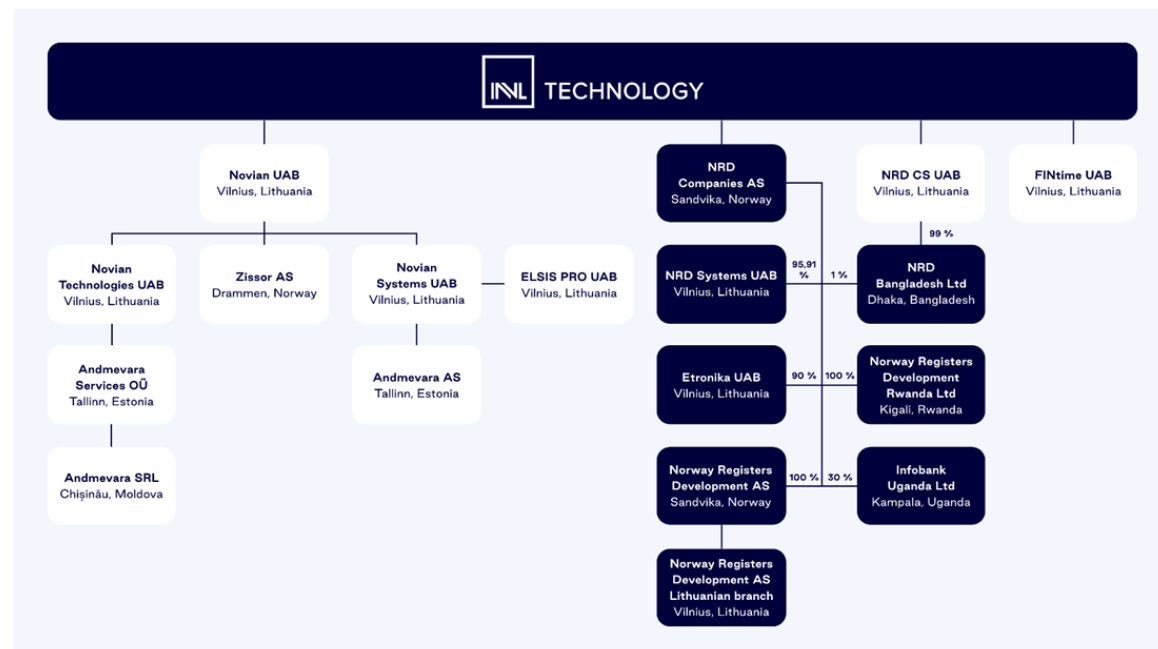 INVL TECHNOLOGY
Novian UAB
Vilnius, Lithuania
NRD
Companies AS
Sandvika, Norway
NRD CS UAB
Vilnius, Lithuania
FINtime UAB
Vilnius, Lithuania
99 %
Novian
Technologies UAB
Vilnius, Lithuania
Zissor AS
Drammen, Norway
Novian
Systems UAB
Vilnius, Lithuania
ELSIS PRO UAB
Vilnius, Lithuania
NRD Systems UAB
Vilnius, Lithuania
95,91
%
1 %
NRD
Bangladesh Ltd
Dhaka, Bangladesh
Andmevara
Services OÜ
Tallinn, Estonia
Andmevara AS
Tallinn, Estonia
Etronika UAB
Vilnius, Lithuania
90 %
100 %
Norway Registers
Development
Rwanda Ltd
Kigali, Rwanda
Andmevara SRL
Chișinău, Moldova
Norway Registers
Development AS
Sandvika, Norway
100 %
30 %
Infobank
Uganda Ltd
Kampala, Uganda
Norway Registers
Development AS
Lithuanian branch
Vilnius, Lithuania